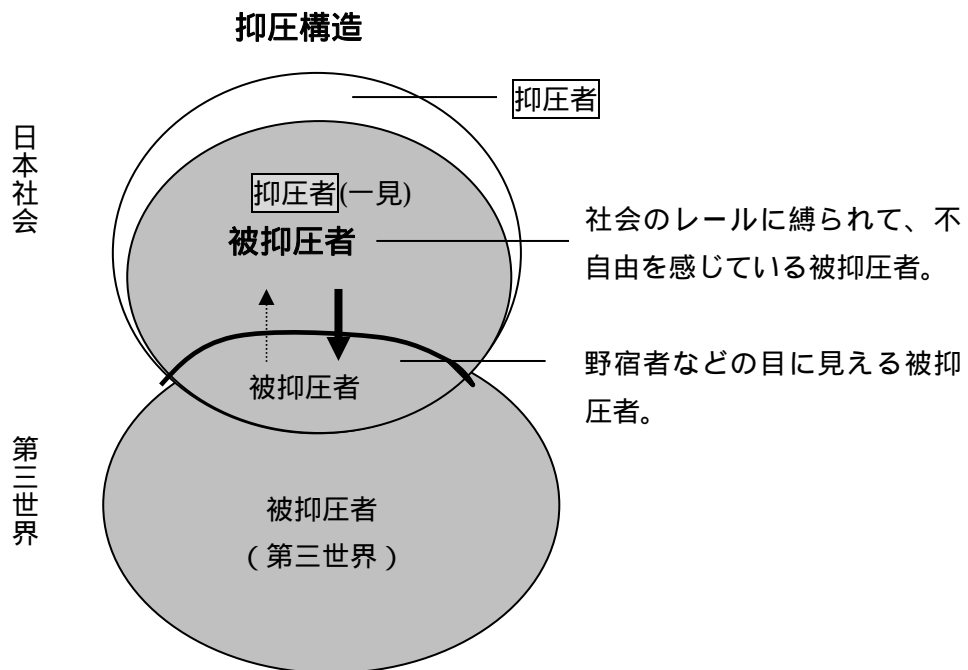 抑圧構造
抑圧者
日本社会
抑圧者(一見)
被抑圧者
社会のレールに縛られて、不
自由を感じている被抑圧者。
被抑圧者
野宿者などの目に見える被抑
圧者。
第三世界
被抑圧者
(第三世界)